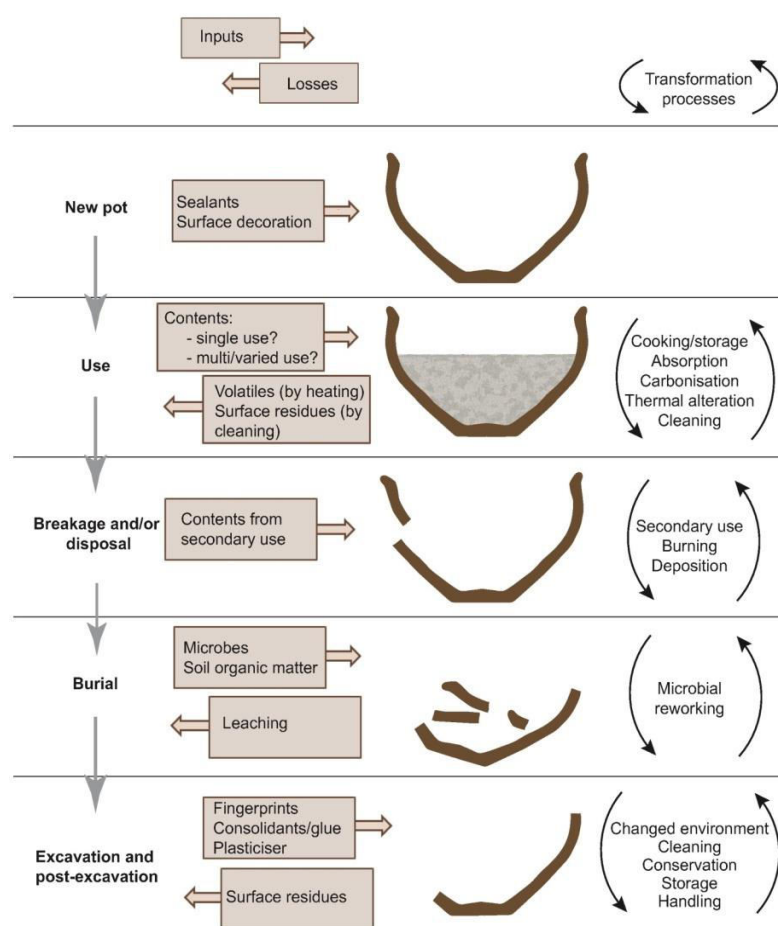 Inputs
Losses
Transformation
processes
New pot
Sealants
Surface decoration
Use
Contents:
- single use?
- multi/varied use?
Volatiles (by heating)
Surface residues (by
cleaning)
Cooking/storage
Absorption
Carbonisation
Thermal alteration
Cleaning
Breakage and/or
disposal
Contents from
secondary use
Secondary use
Burning
Deposition
Burial
Microbes
Soil organic matter
Leaching
Microbial
reworking
Excavation and
post-excavation
Fingerprints
Consolidants/glue
Plasticiser
Surface residues
Changed environment
Cleaning
Conservation
Storage
Handling